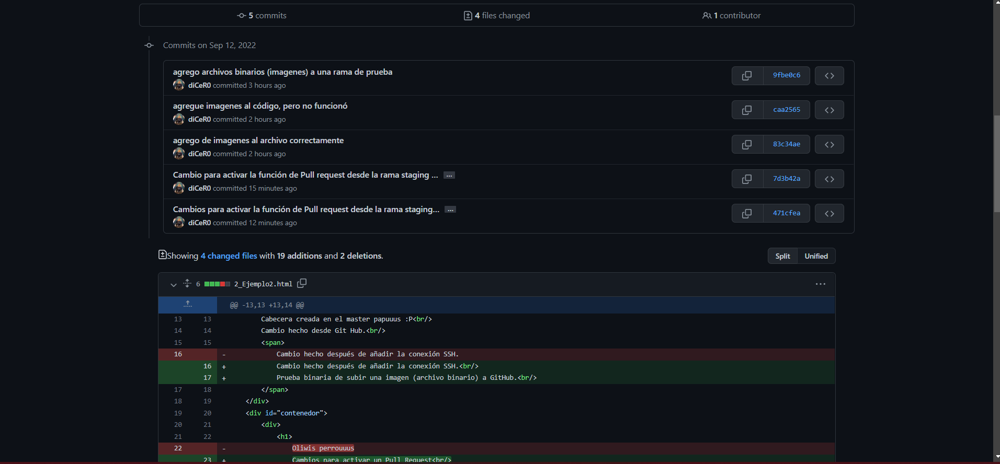 5 commits
4 files changed
1 contributor
Commits on Sep 12, 2022
agrego archivos binarios (imagenes) a una rama de prueba
diCeR0 committed 3 hours ago
9fbe0c6
agregue imagenes al código, pero no funcionó
diCeR0 committed 2 hours ago
caa2565
agrego de imagenes al archivo correctamente
diCeR0 committed 2 hours ago
83c34ae
Cambio para activar la función de Pull request desde la rama staging ... ...
diCeR0 committed 15 minutes ago
7d3b42a
Cambios para activar la función de Pull request desde la rama staging... ...
diCeR0 committed 12 minutes ago
471cfea
Showing 4 changed files with 19 additions and 2 deletions.
Split Unified
6 2_Ejemplo2.html
@@ -13,13 +13,14 @@
13 13 Cabecera creada en el master papuuus :P<br/>
14 14 Cambio hecho desde Git Hub.<br/>
15 15 <span>
16 - Cambio hecho después de añadir la conexión SSH.
16 + Cambio hecho después de añadir la conexión SSH.<br/>
17 + Prueba binaria de subir una imagen (archivo binario) a GitHub.<br/>
17 18 </span>
18 19 </div>
19 20 <div id="contenedor">
20 21 <div>
21 22 <h1>
22 - Oliwis perrouuus
23 + Cambios para activar un Pull Request<br/>